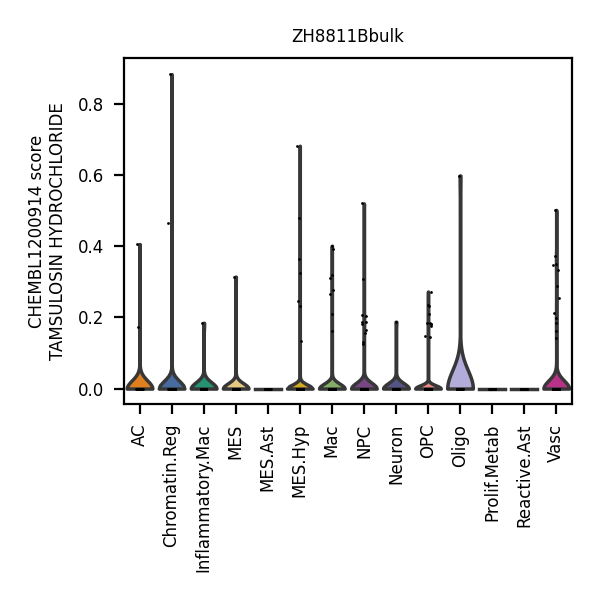 ZH8811Bbulk
CHEMBL1200914 score
TAMSULOSIN HYDROCHLORIDE
0.8
0.6
0.4
0.2
0.0
AC
Chromatin.Reg
Inflammatory.Mac
MES
MES.Ast
MES.Hyp
Mac
NPC
Neuron
OPC
Oligo
Prolif.Metab
Reactive.Ast
Vasc